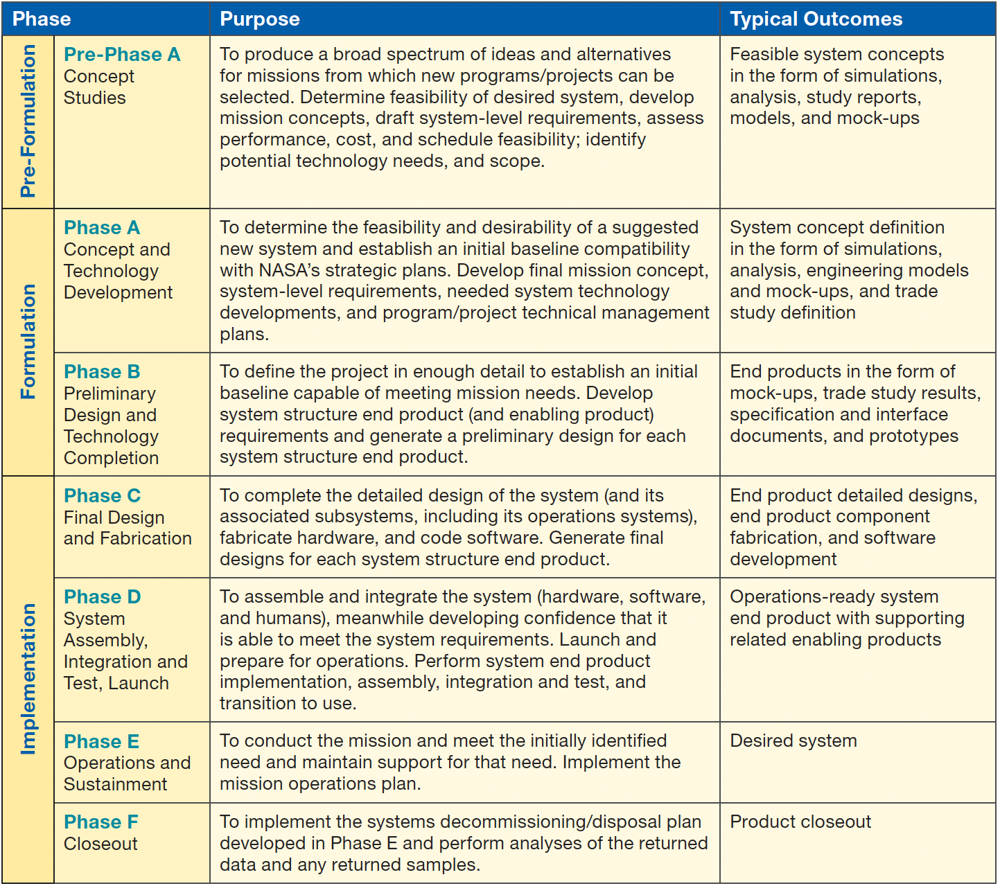 Phase
Purpose
Typical Outcomes
Pre-Formulation
Pre-Phase A
Concept
Studies
To produce a broad spectrum of ideas and alternatives
for missions from which new programs/projects can be
selected. Determine feasibility of desired system, develop
mission concepts, draft system-level requirements, assess
performance, cost, and schedule feasibility; identify
potential technology needs, and scope.
Feasible system concepts
in the form of simulations,
analysis, study reports,
models, and mock-ups
Formulation
Phase A
Concept and
Technology
Development
To determine the feasibility and desirability of a suggested
new system and establish an initial baseline compatibility
with NASA’s strategic plans. Develop final mission concept,
system-level requirements, needed system technology
developments, and program/project technical management
plans.
System concept definition
in the form of simulations,
analysis, engineering models
and mock-ups, and trade
study definition
Phase B
Preliminary
Design and
Technology
Completion
To define the project in enough detail to establish an initial
baseline capable of meeting mission needs. Develop
system structure end product (and enabling product)
requirements and generate a preliminary design for each
system structure end product.
End products in the form of
mock-ups, trade study results,
specification and interface
documents, and prototypes
Implementation
Phase C
Final Design
and Fabrication
To complete the detailed design of the system (and its
associated subsystems, including its operations systems),
fabricate hardware, and code software. Generate final
designs for each system structure end product.
End product detailed designs,
end product component
fabrication, and software
development
Phase D
System
Assembly,
Integration and
Test, Launch
To assemble and integrate the system (hardware, software,
and humans), meanwhile developing confidence that it
is able to meet the system requirements. Launch and
prepare for operations. Perform system end product
implementation, assembly, integration and test, and
transition to use.
Operations-ready system
end product with supporting
related enabling products
Phase E
Operations and
Sustainment
To conduct the mission and meet the initially identified
need and maintain support for that need. Implement the
mission operations plan.
Desired system
Phase F
Closeout
To implement the systems decommissioning/disposal plan
developed in Phase E and perform analyses of the returned
data and any returned samples.
Product closeout